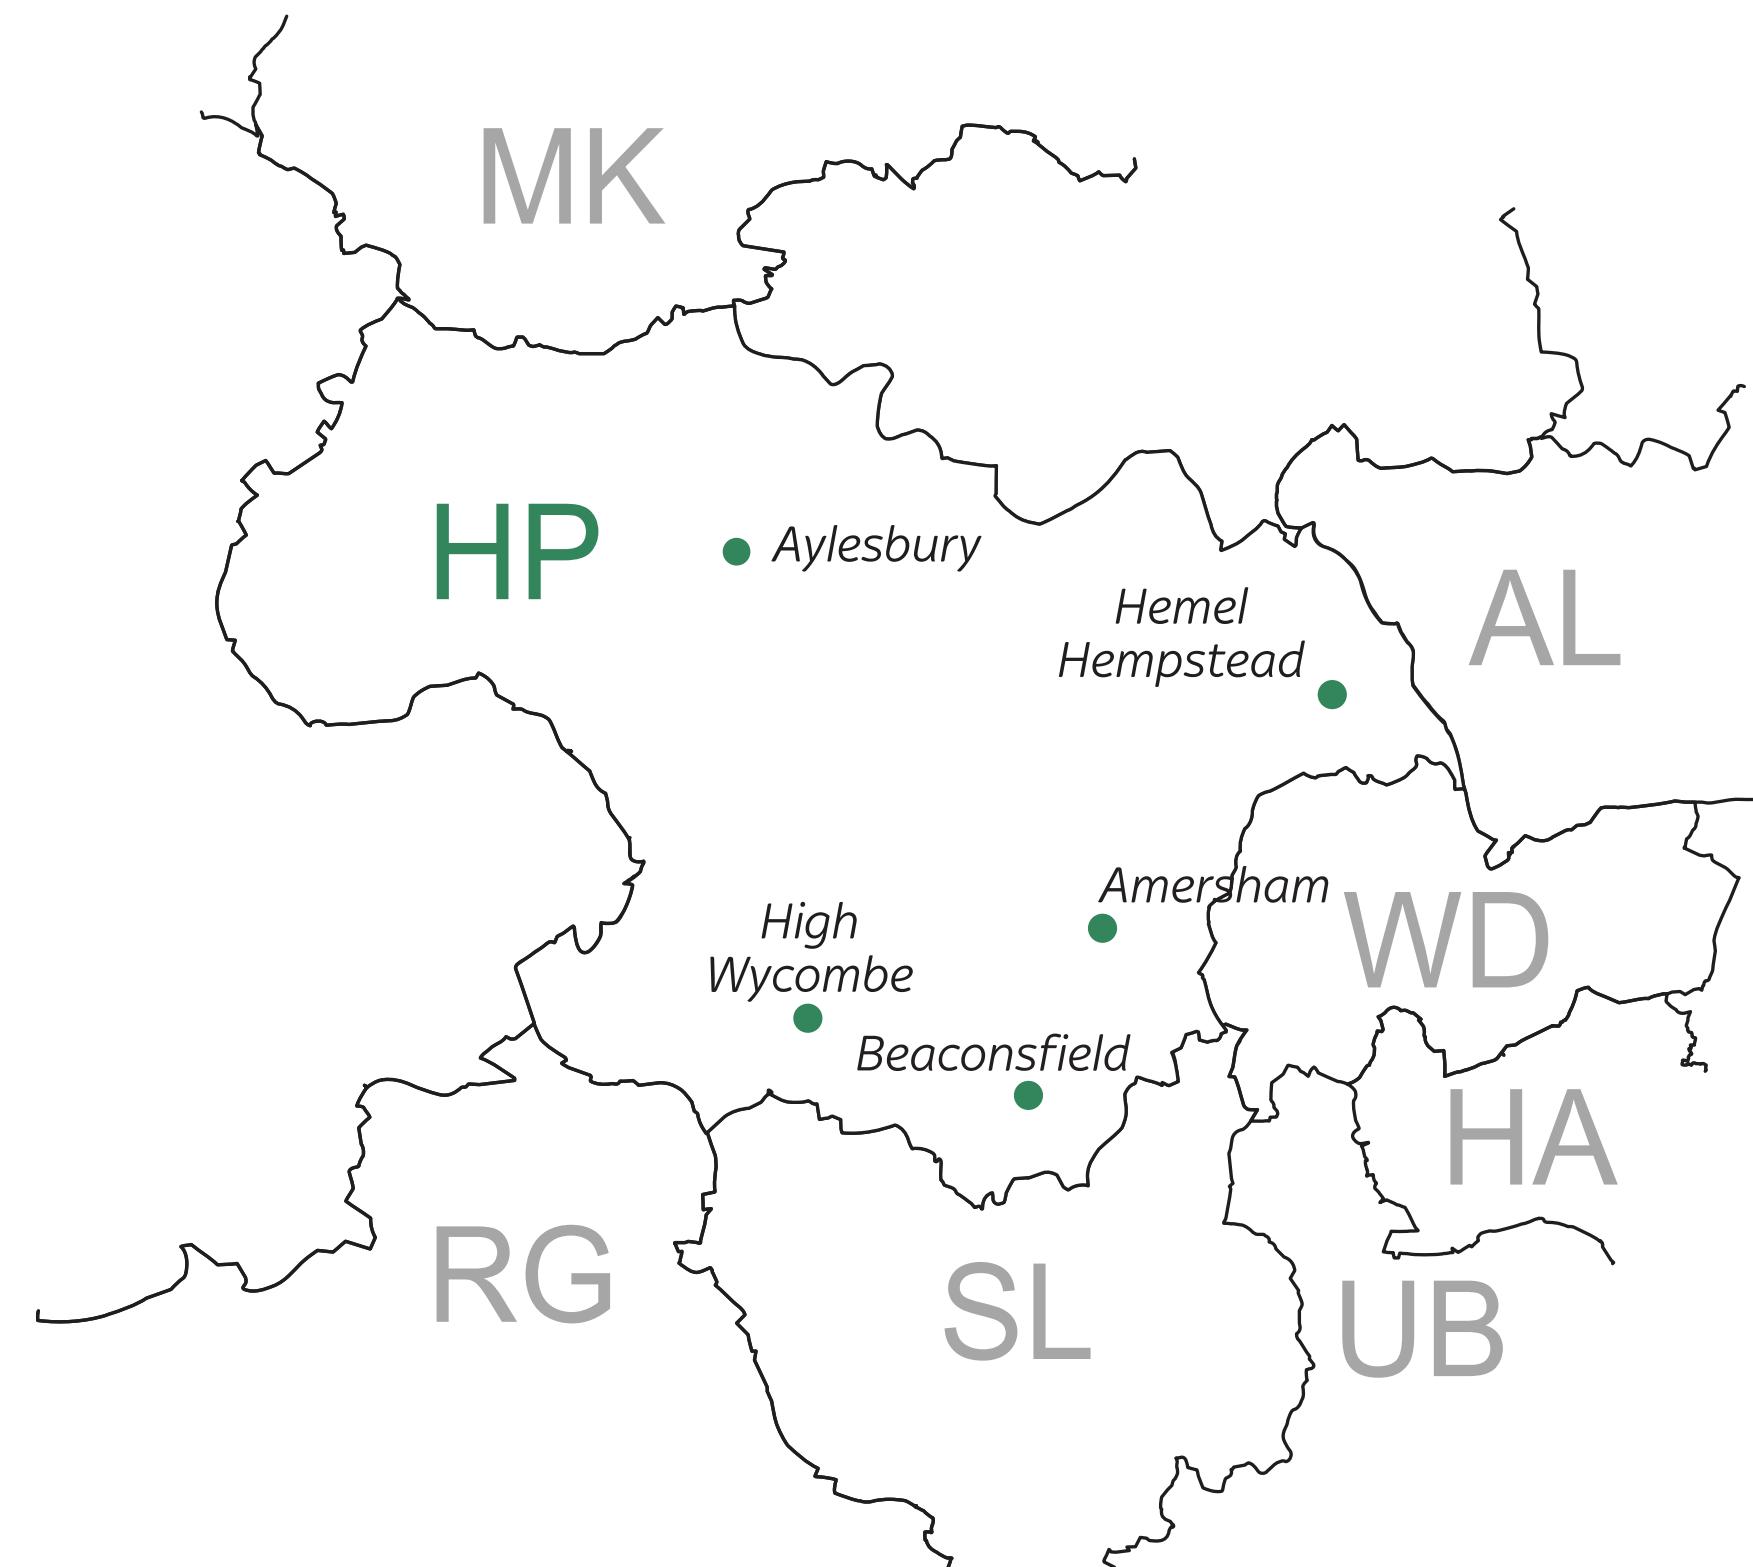 MK
HP
Aylesbury
Hemel
Hempstead
AL
Amersham
WD
High
Wycombe
Beaconsfield
HA
RG
SL
UB